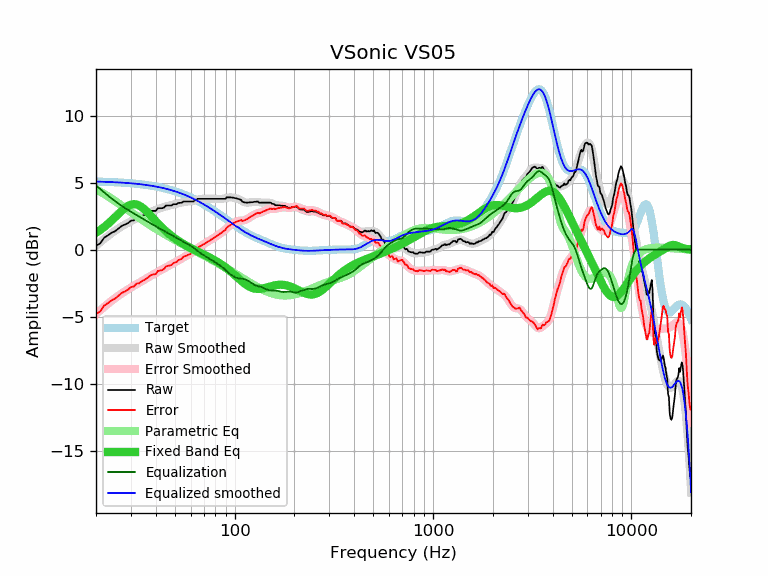 VSonic VS05
10
5
0
−5
−10
−15
Amplitude (dBr)
Target
Raw Smoothed
Error Smoothed
Raw
Error
Parametric Eq
Fixed Band Eq
Equalization
Equalized smoothed
100 1000 10000
Frequency (Hz)